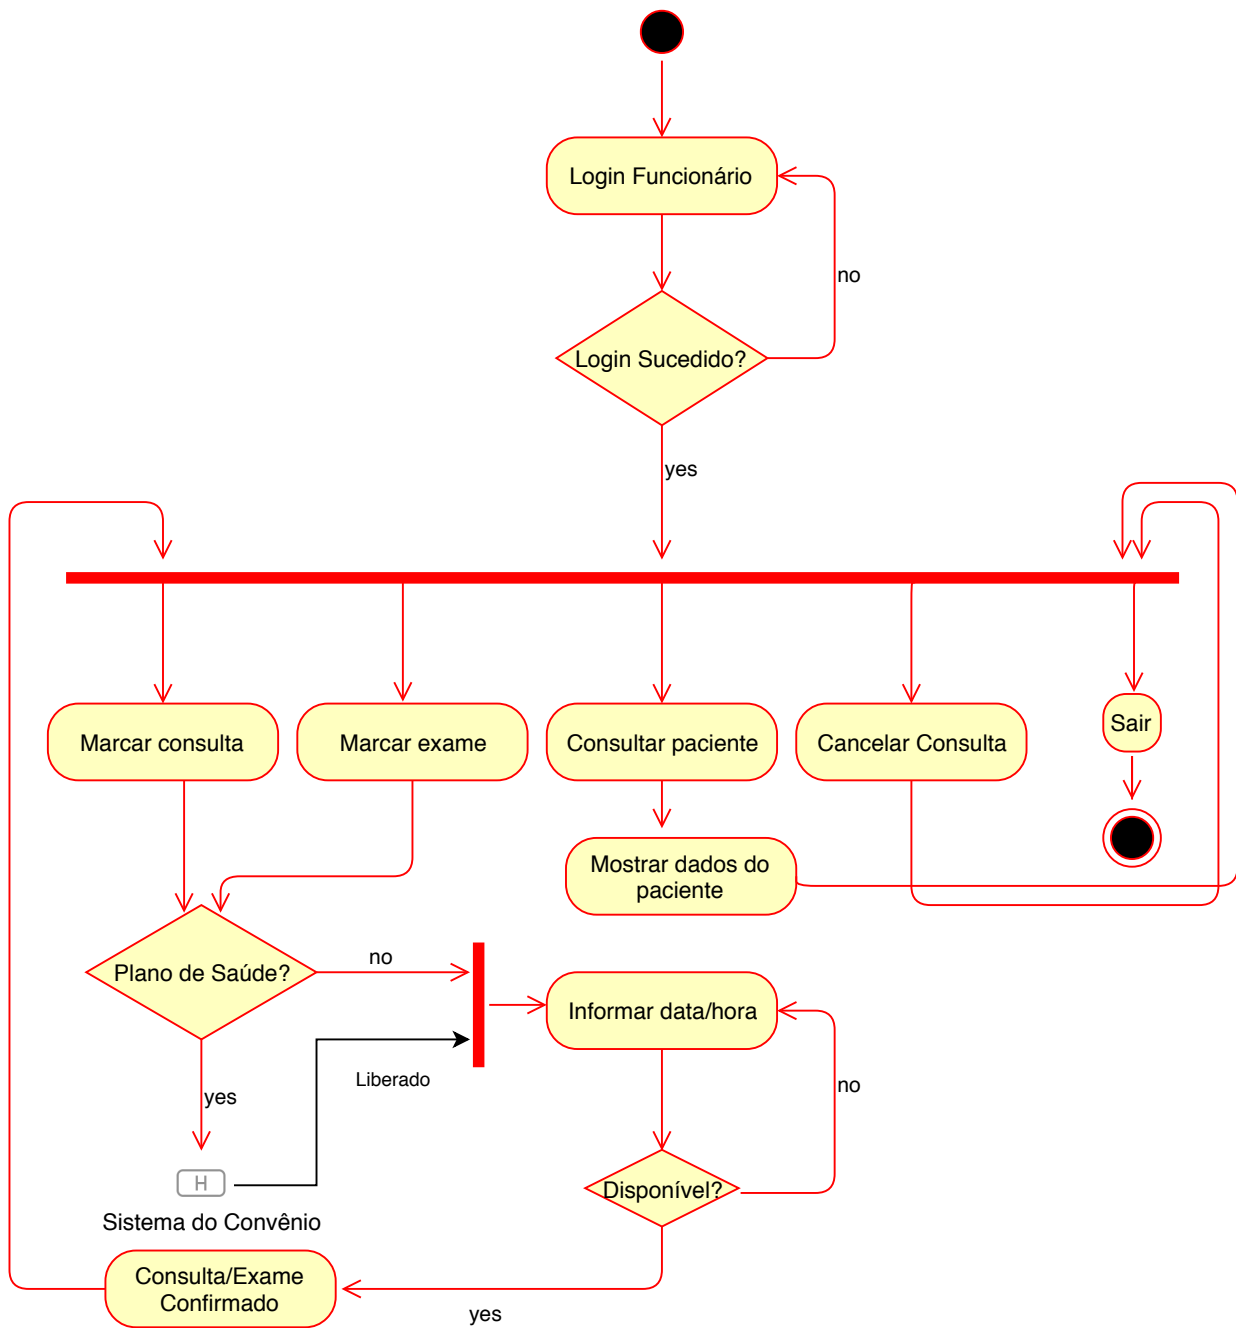 Login Funcionário
no
Login Sucedido?
yes
Marcar consulta
Marcar exame
Consultar paciente
Cancelar Consulta
Sair
Mostrar dados do
paciente
Plano de Saúde?
no
Informar data/hora
Liberado
no
yes
H
Disponível?
Sistema do Convênio
Consulta/Exame
Confirmado
yes